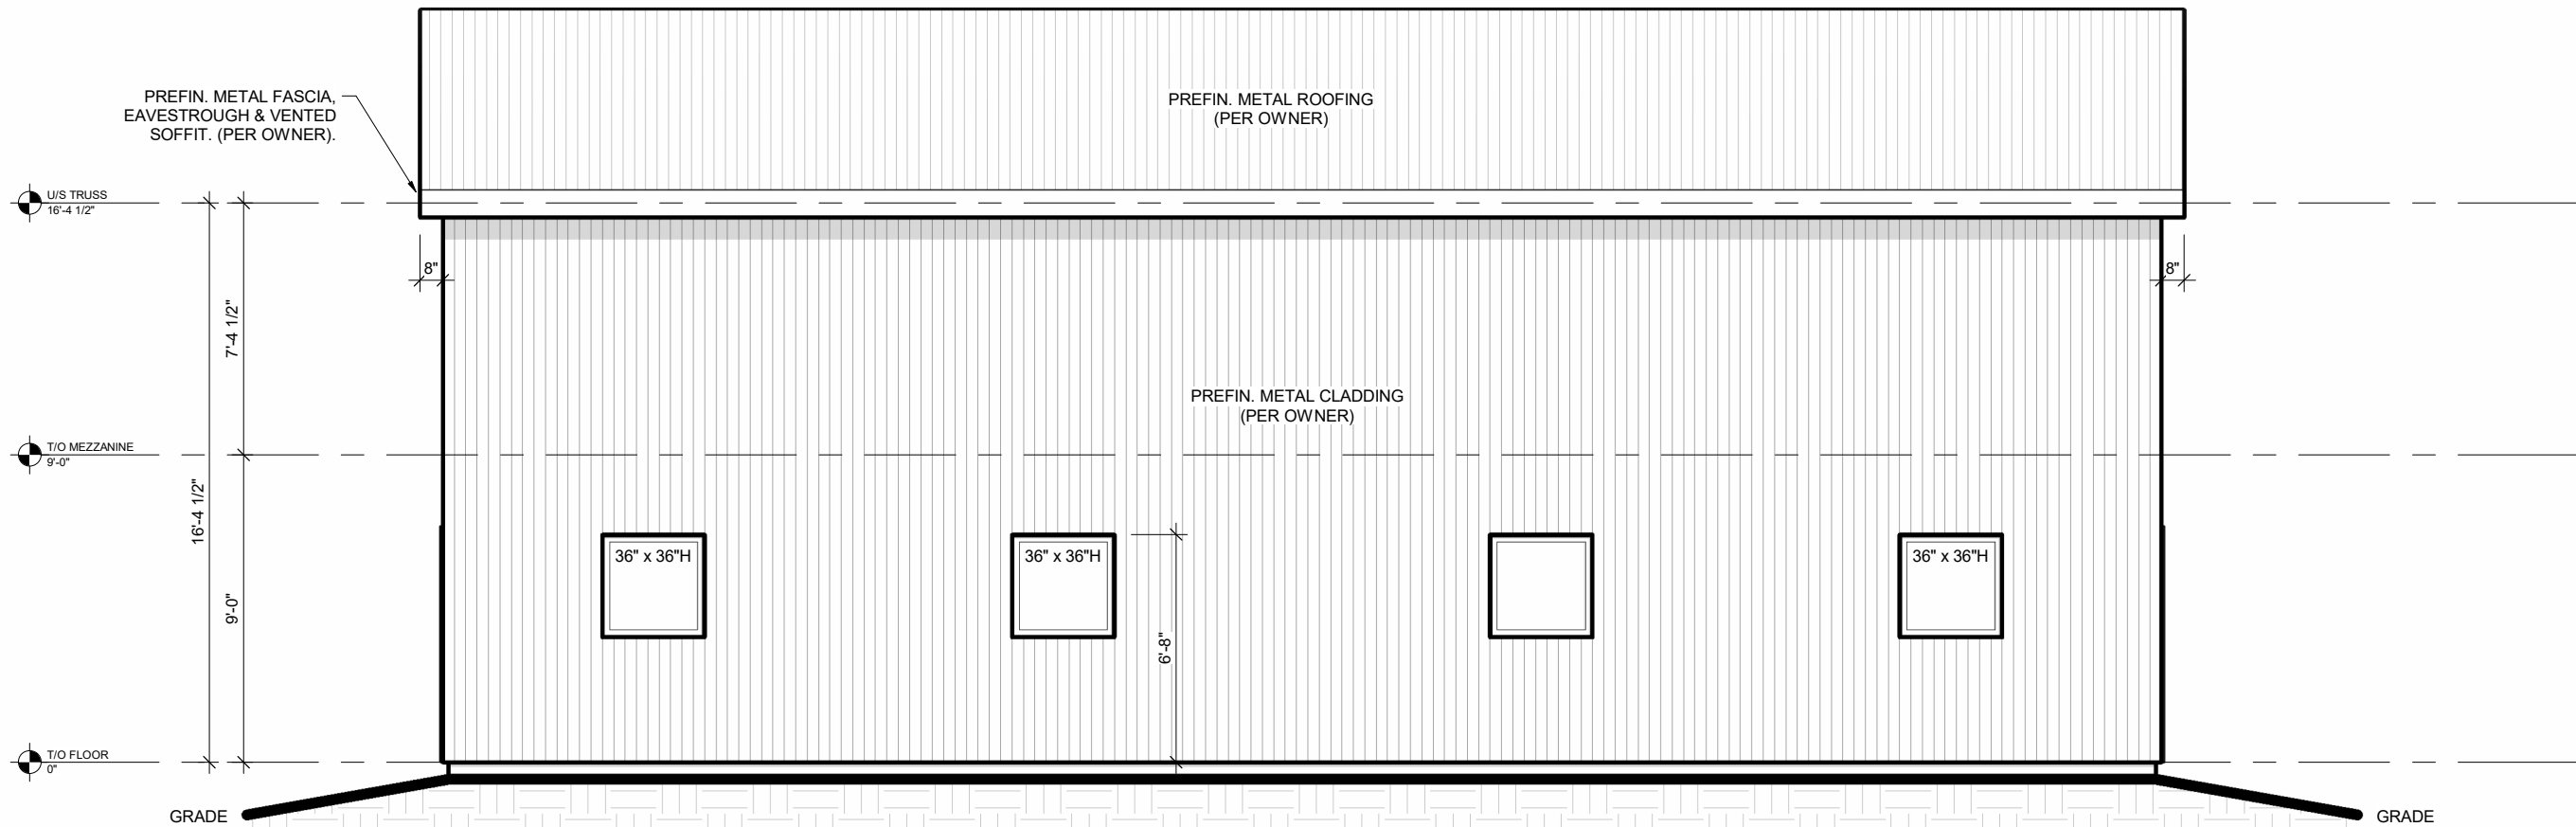 PREFIN. METAL FASCIA,
EAVESTROUGH & VENTED
SOFFIT. (PER OWNER).
PREFIN. METAL ROOFING
(PER OWNER)
U/S TRUSS
16'-4 1/2"
8"
8"
7'-4 1/2"
PREFIN. METAL CLADDING
(PER OWNER)
T/O MEZZANINE
9'-0"
16'-4 1/2"
36" x 36"H
36" x 36"H
36" x 36"H
9'-0"
6'-8"
T/O FLOOR
0"
GRADE
GRADE